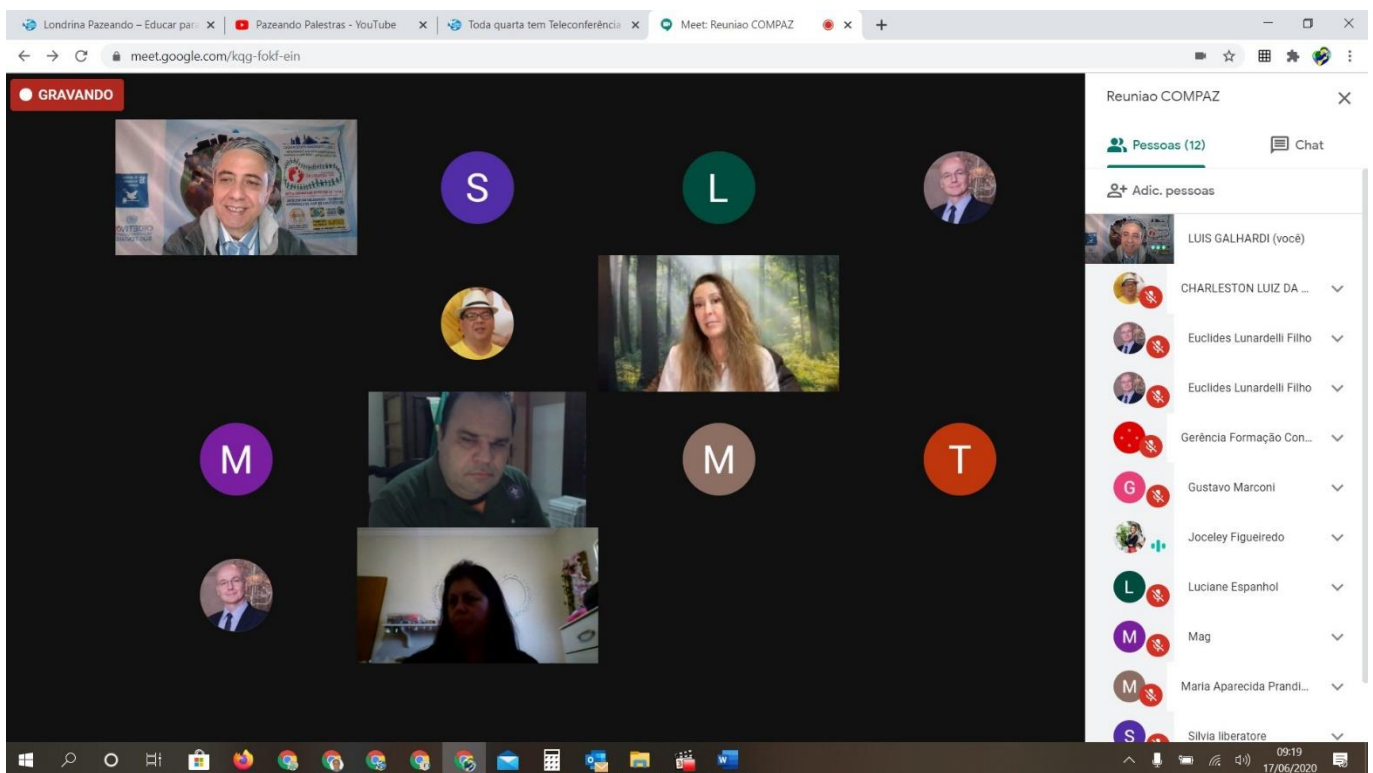 Londrina Pazeando – Educar para
Pazeando Palestras - YouTube
Toda quarta tem Teleconferência
Meet: Reuniao COMPAZ
meet.google.com/kqg-fokf-ein
GRAVANDO
S
L
M
M
T
Reuniao COMPAZ
Pessoas (12)
Chat
Adic. pessoas
LUIS GALHARDI (você)
CHARLESTON LUIZ DA ...
Euclides Lunardelli Filho
Euclides Lunardelli Filho
Gerência Formação Con...
G
Gustavo Marconi
Joceley Figueiredo
L
Luciane Espanhol
M
Mag
M
Maria Aparecida Prandi...
S
Silvia liberatore
09:19
17/06/2020